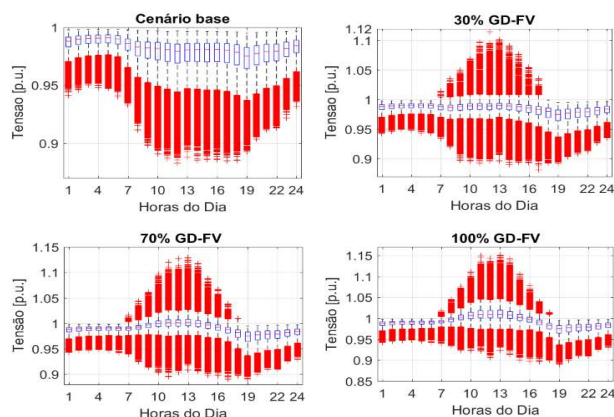 Cenário base
Tensão [p.u.]
1
0.95
0.9
1 4 7 10 13 16 19 22 24
Horas do Dia
30% GD-FV
Tensão [p.u.]
1.12
1.1
1.05
1
0.95
0.9
1 4 7 10 13 16 19 22 24
Horas do Dia
70% GD-FV
Tensão [p.u.]
1.15
1.1
1.05
1
0.95
0.9
1 4 7 10 13 16 19 22 24
Horas do Dia
100% GD-FV
Tensão [p.u.]
1.15
1.1
1.05
1
0.95
0.9
0.85
1 4 7 10 13 16 19 22 24
Horas do Dia